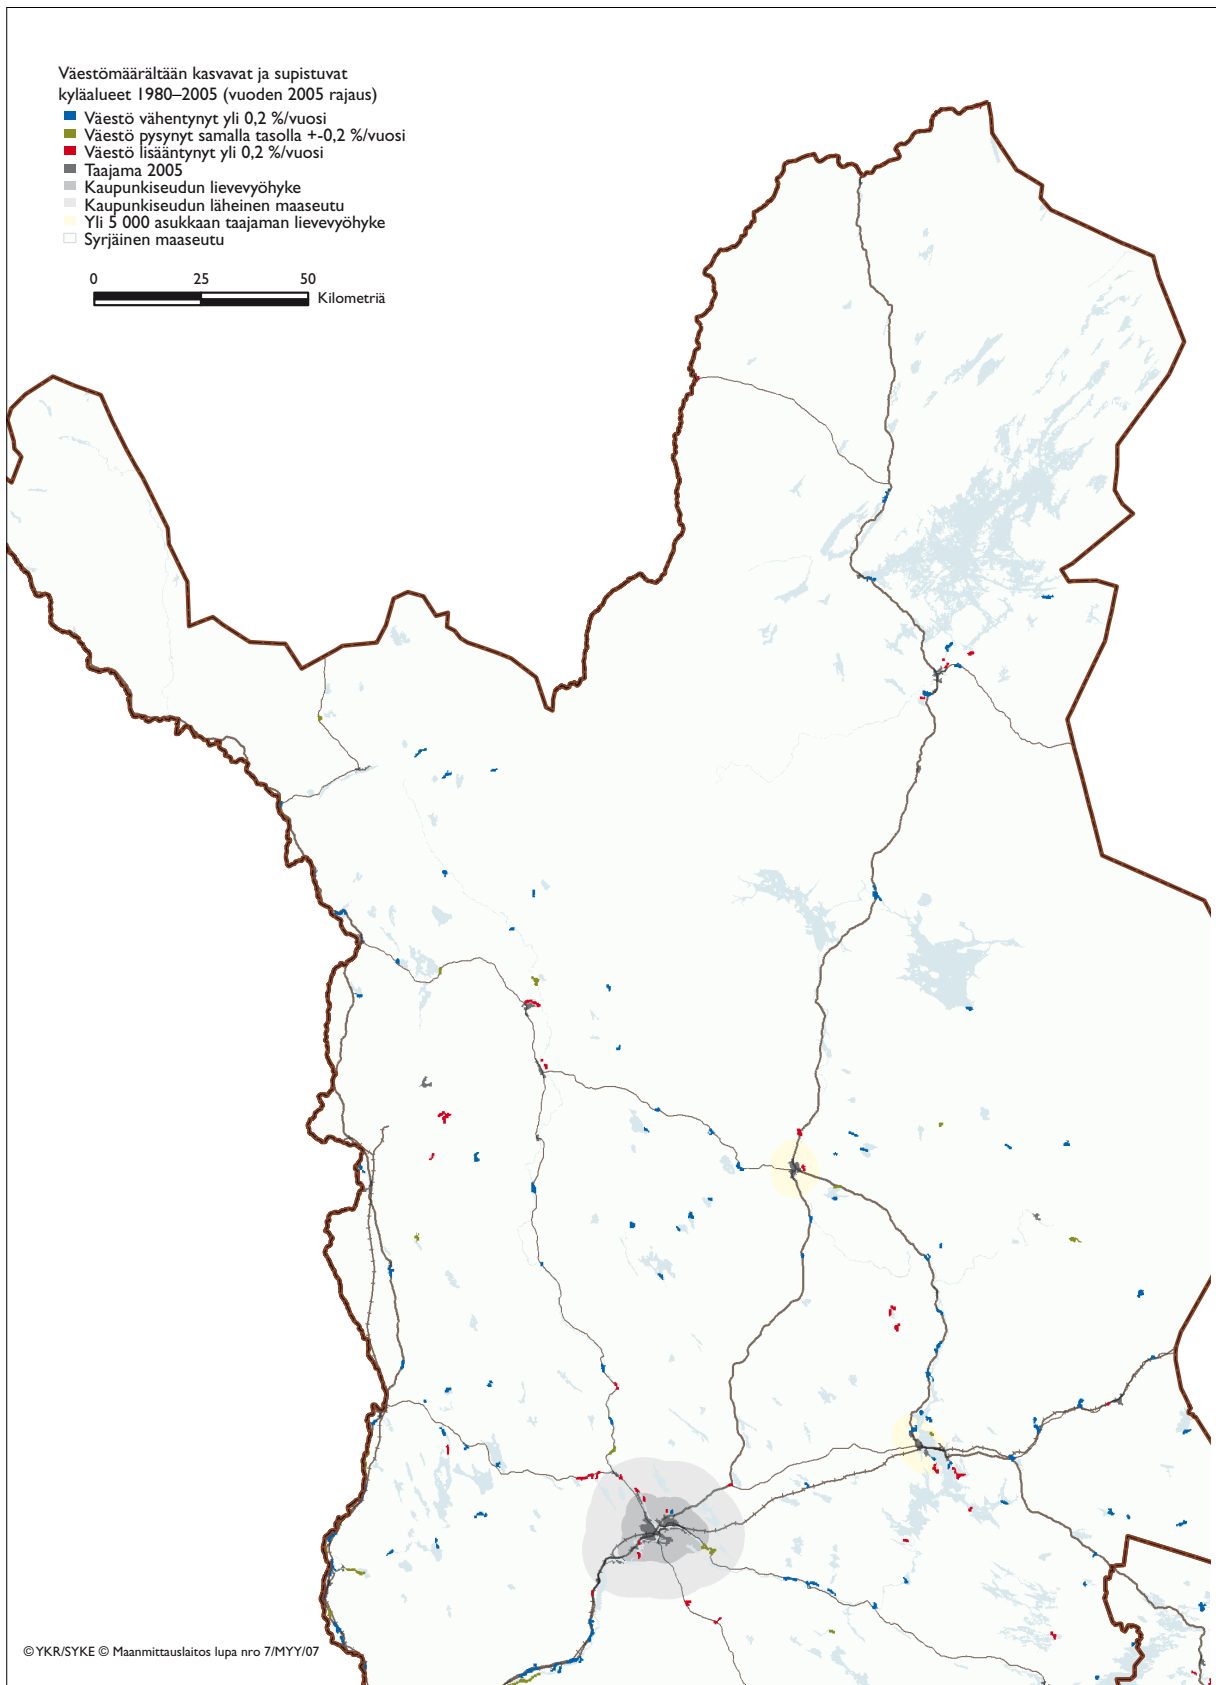 Väestömäärältään kasvavat ja supistuvat
kyläalueet 1980–2005 (vuoden 2005 rajaus)
Väestö vähentynyt yli 0,2 %/vuosi
Väestö pysynyt samalla tasolla +-0,2 %/vuosi
Väestö lisääntynyt yli 0,2 %/vuosi
Taajama 2005
Kaupunkiseudun lievevyöhyke
Kaupunkiseudun läheinen maaseutu
Yli 5 000 asukkaan taajaman lievevyöhyke
Syrjäinen maaseutu
0 25 50
Kilometriä
© YKR/SYKE © Maanmittauslaitos lupa nro 7/MYY/07